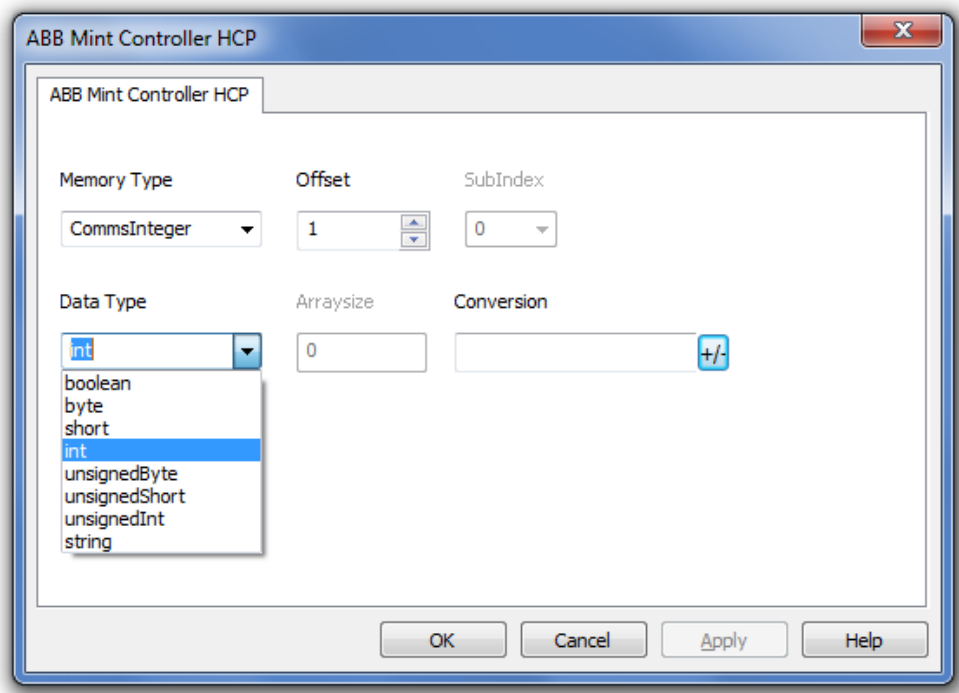 ABB Mint Controller HCP
x
ABB Mint Controller HCP
Memory Type Offset SubIndex
CommsInteger 1 0
Data Type Arraysize Conversion
int 0 +/-
boolean
byte
short
int
unsignedByte
unsignedShort
unsignedInt
string
OK Cancel Apply Help